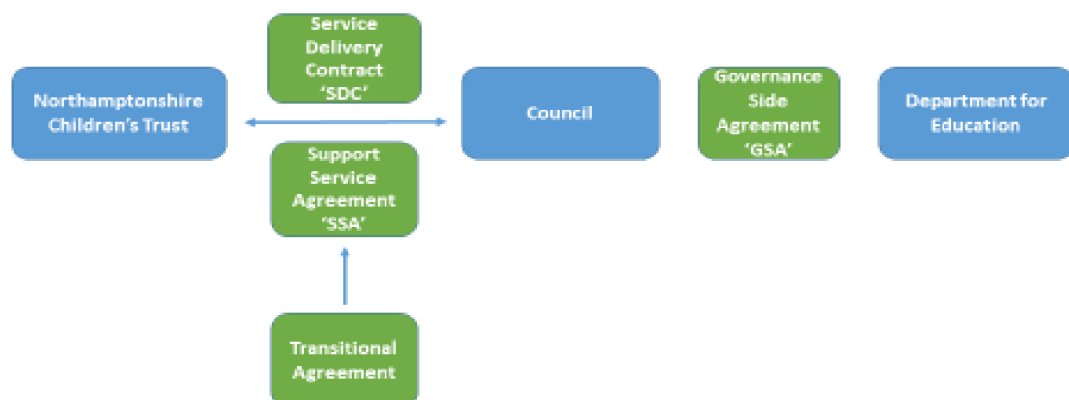 Service
Delivery
Contract
‘SDC’
Northamptonshire
Children’s Trust
Council
Governance
Side
Agreement
‘GSA’
Department for
Education
Support
Service
Agreement
‘SSA’
Transitional
Agreement